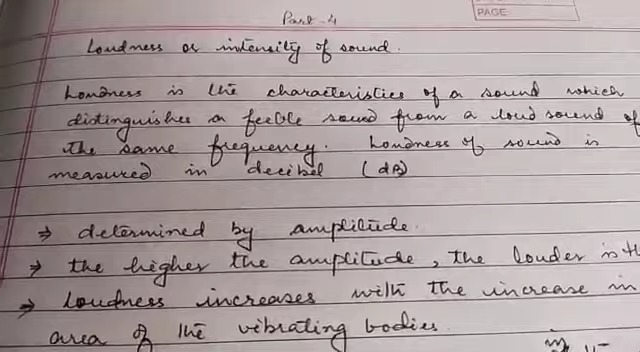 PAGE
Part-4
Loudness or intensity of sound.
Loudness is the characteristics of a sound which
distinguishes a feeble sound from a loud sound of
the same frequency. Loudness of sound is
measured in decibel (dB)
⇒ determined by amplitude.
⇒ the higher the amplitude, the louder is th
⇒ loudness increases with the increase in
area of the vibrating bodies.